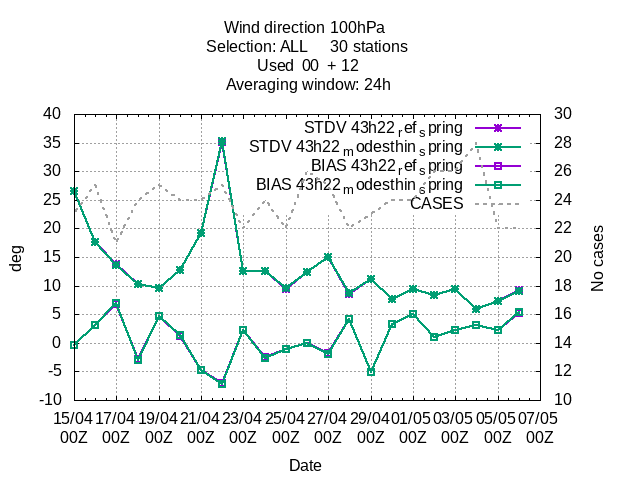 Wind direction 100hPa
Selection: ALL 30 stations
Used 00 + 12
Averaging window: 24h
40 30
35 28
30 26
25 24
20 22
15 20
10 18
5 16
0 14
-5 12
-10 10
STDV 43h22_ref_spring
STDV 43h22_modesthin_spring
BIAS 43h22_ref_spring
BIAS 43h22_modesthin_spring
CASES
deg
No cases
15/04 17/04 19/04 21/04 23/04 25/04 27/04 29/04 01/05 03/05 05/05 07/05
00Z 00Z 00Z 00Z 00Z 00Z 00Z 00Z 00Z 00Z 00Z 00Z
Date